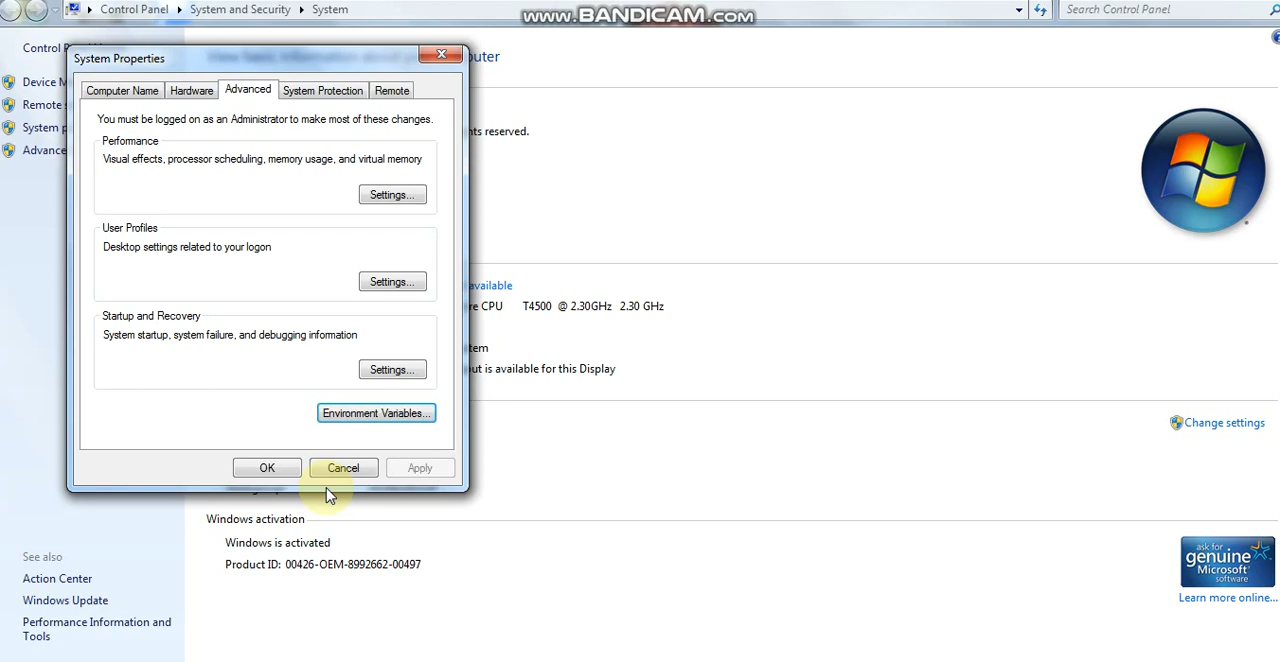 Control Panel
System and Security
System
Search Control Panel
www.BANDICAM.com
Control
puter
System Properties
Device M
Remote s
System p
Advance
Computer Name
Hardware
Advanced
System Protection
Remote
You must be logged on as an Administrator to make most of these changes.
Performance
Visual effects, processor scheduling, memory usage, and virtual memory
Settings...
User Profiles
Desktop settings related to your logon
Settings...
Startup and Recovery
System startup, system failure, and debugging information
Settings...
Environment Variables...
OK
Cancel
Apply
hts reserved.
available
re CPU T4500 @ 2.30GHz 2.30 GHz
stem
out is available for this Display
Change settings
Windows activation
Windows is activated
Product ID: 00426-OEM-8992662-00497
ask for
genuine
Microsoft
software
Learn more online...
See also
Action Center
Windows Update
Performance Information and
Tools